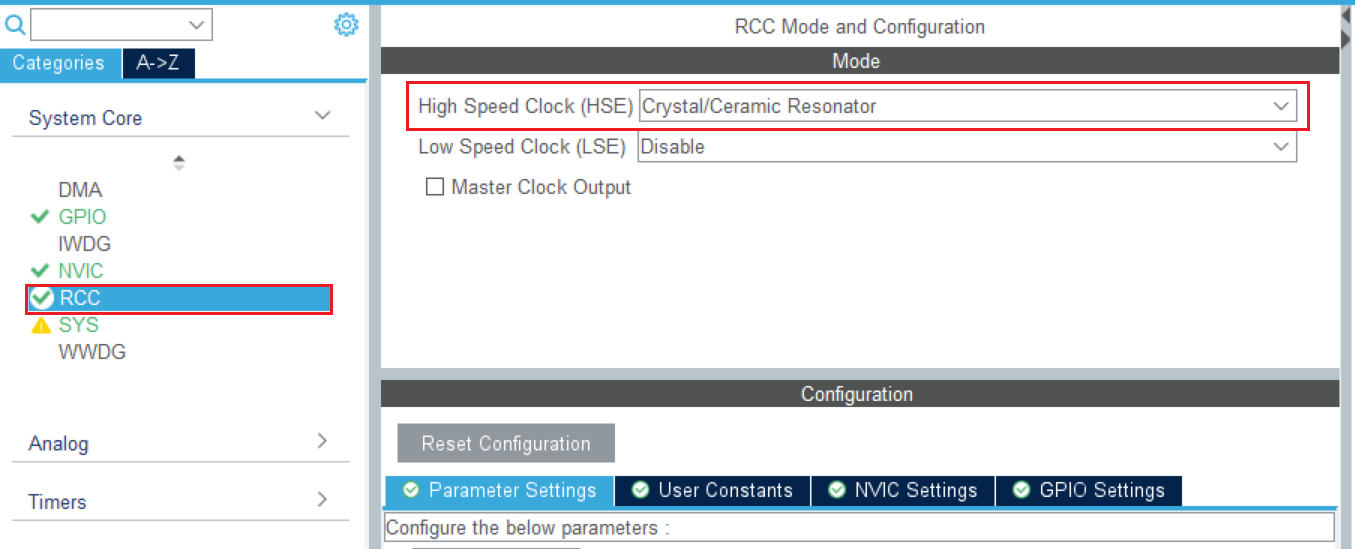 RCC Mode and Configuration
Categories
A->Z
Mode
System Core
High Speed Clock (HSE) Crystal/Ceramic Resonator
Low Speed Clock (LSE) Disable
Master Clock Output
DMA
GPIO
IWDG
NVIC
RCC
SYS
WWDG
Analog
Timers
Configuration
Reset Configuration
Parameter Settings
User Constants
NVIC Settings
GPIO Settings
Configure the below parameters :